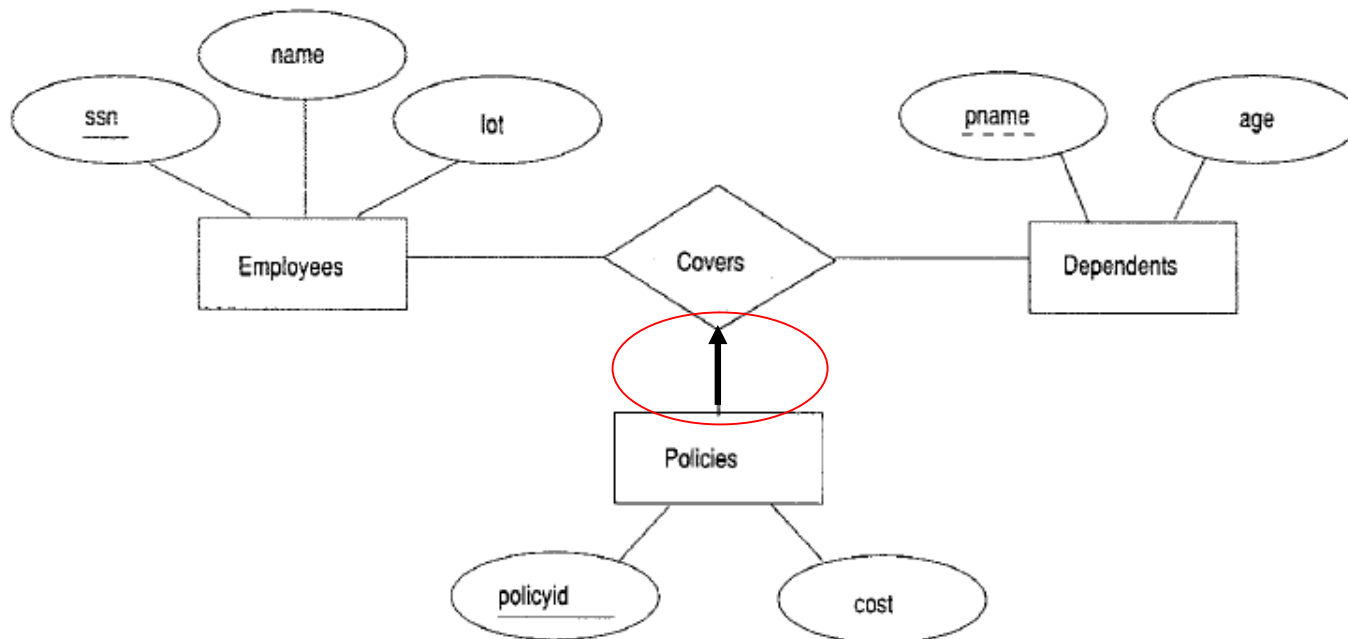 name
ssn
lot
pname
age
Employees
Covers
Dependents
Policies
policyid
cost